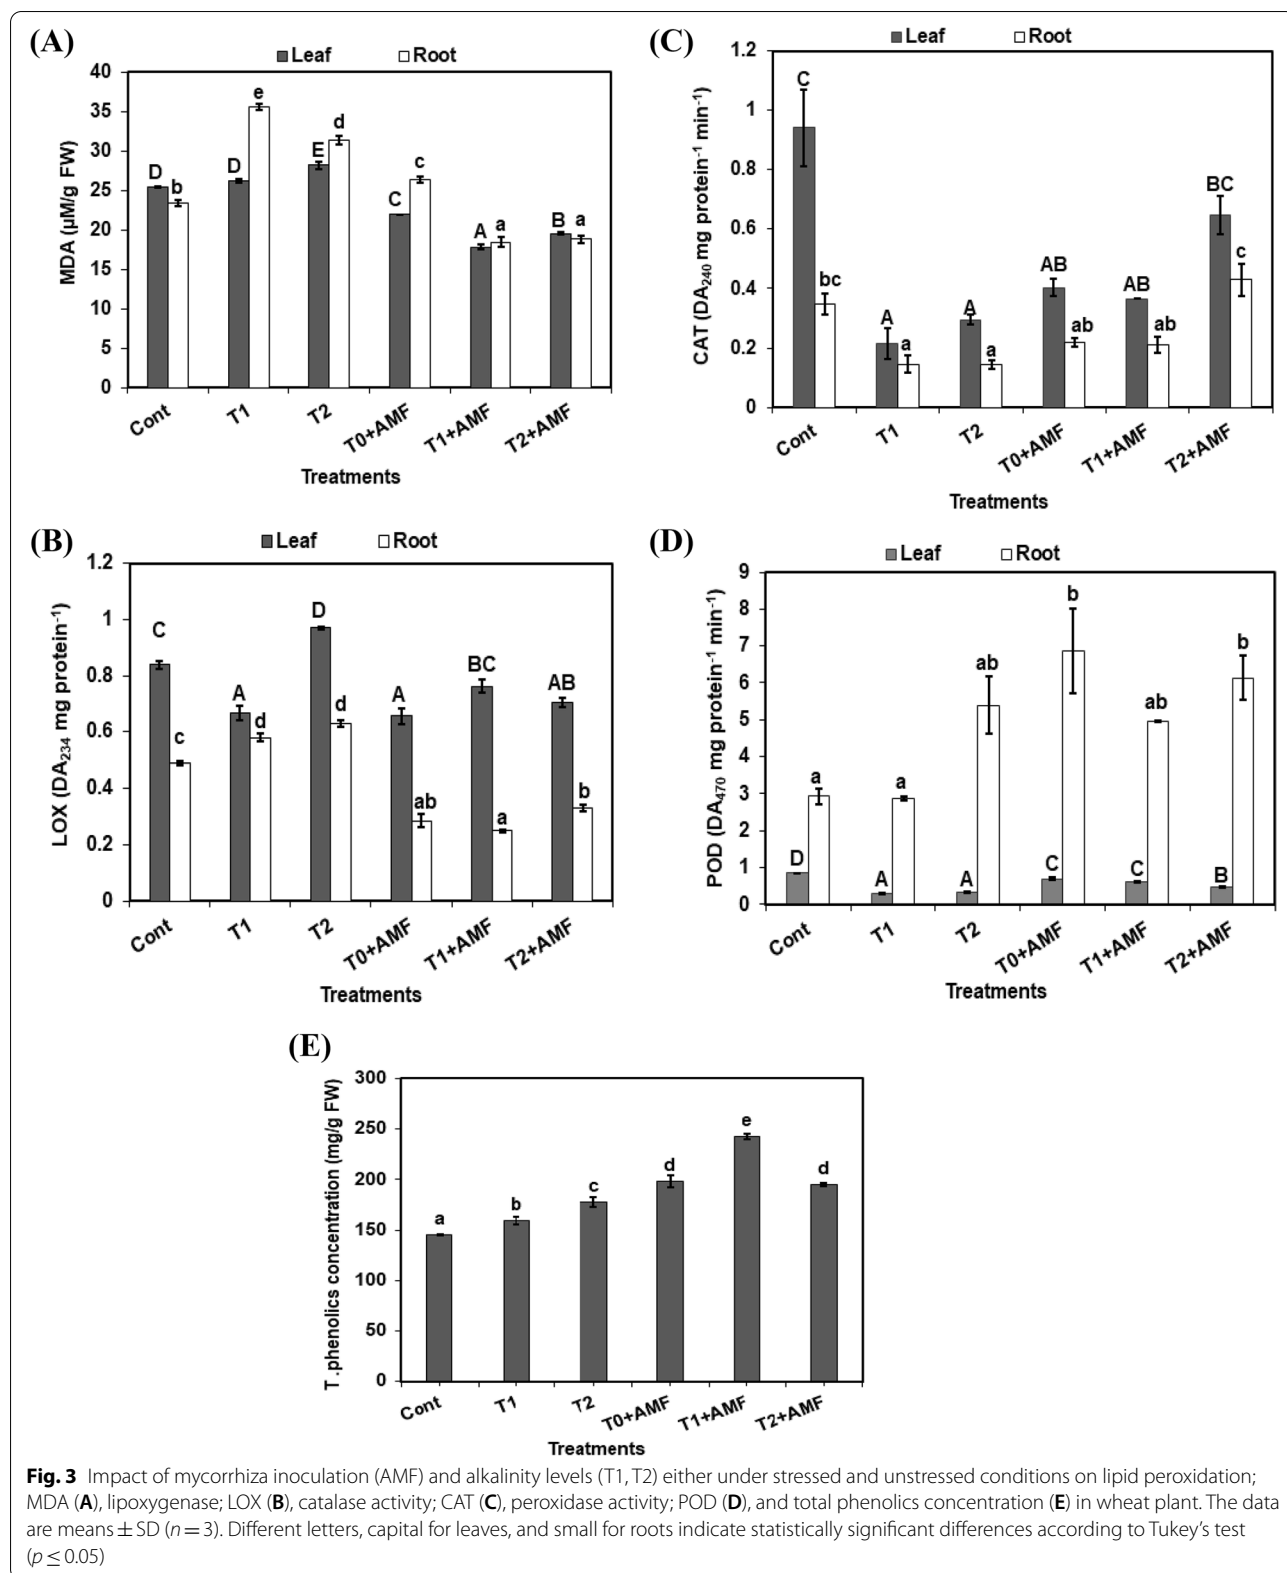 (A)
Leaf Root
MDA (µM/g FW)
40
35
30
25
20
15
10
5
0
D b
D e
E d
C c
A a
B a
Cont T1 T2 T0+AMF T1+AMF T2+AMF
Treatments
(C)
Leaf Root
CAT (DA240 mg protein-1 min-1)
1.2
1
0.8
0.6
0.4
0.2
0
C bc
A a
A a
AB ab
AB ab
BC c
Cont T1 T2 T0+AMF T1+AMF T2+AMF
Treatments
(B)
Leaf Root
LOX (DA234 mg protein-1)
1.2
1
0.8
0.6
0.4
0.2
0
C c
A d
D d
A ab
BC a
AB b
Cont T1 T2 T0+AMF T1+AMF T2+AMF
Treatments
(D)
Leaf Root
POD (DA470 mg protein-1 min-1)
9
8
7
6
5
4
3
2
1
0
D a
A a
A ab
C b
C ab
B b
Cont T1 T2 T0+AMF T1+AMF T2+AMF
Treatments
(E)
T.phenolics concentration (mg/g FW)
300
250
200
150
100
50
0
a b c d e d
Cont T1 T2 T0+AMF T1+AMF T2+AMF
Treatments
Fig. 3 Impact of mycorrhiza inoculation (AMF) and alkalinity levels (T1, T2) either under stressed and unstressed conditions on lipid peroxidation;
MDA (A), lipoxygenase; LOX (B), catalase activity; CAT (C), peroxidase activity; POD (D), and total phenolics concentration (E) in wheat plant. The data
are means ± SD (n = 3). Different letters, capital for leaves, and small for roots indicate statistically significant differences according to Tukey's test
(p ≤ 0.05)